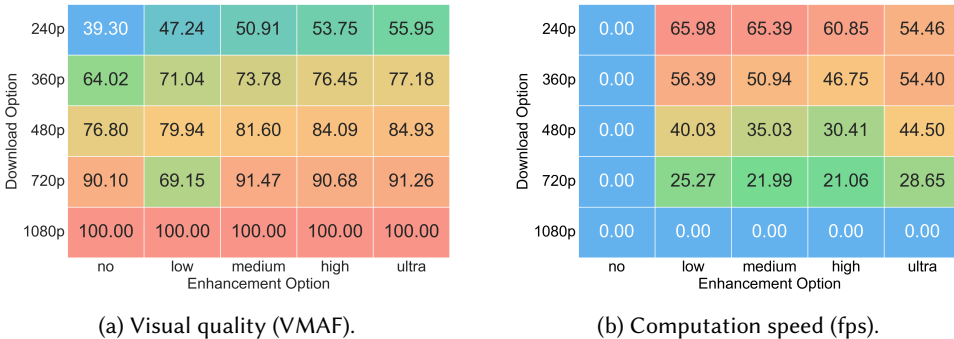 240p 39.30 47.24 50.91 53.75 55.95
360p 64.02 71.04 73.78 76.45 77.18
480p 76.80 79.94 81.60 84.09 84.93
720p 90.10 69.15 91.47 90.68 91.26
1080p 100.00 100.00 100.00 100.00 100.00
Download Option
no low medium high ultra
Enhancement Option
(a) Visual quality (VMAF).
240p 0.00 65.98 65.39 60.85 54.46
360p 0.00 56.39 50.94 46.75 54.40
480p 0.00 40.03 35.03 30.41 44.50
720p 0.00 25.27 21.99 21.06 28.65
1080p 0.00 0.00 0.00 0.00 0.00
Download Option
no low medium high ultra
Enhancement Option
(b) Computation speed (fps).